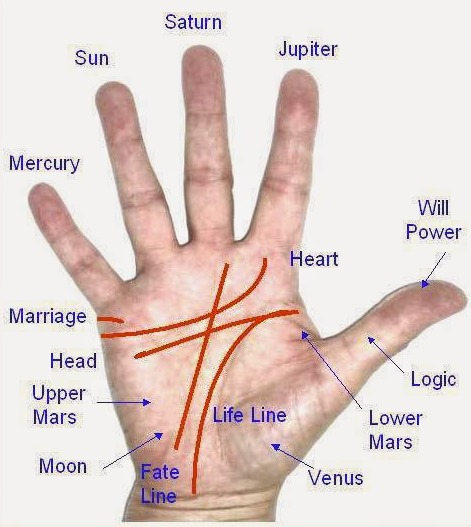 Saturn
Sun
Jupiter
Mercury
Will
Power
Heart
Marriage
Head
Logic
Upper
Mars
Life Line
Lower
Mars
Moon
Fate
Line
Venus